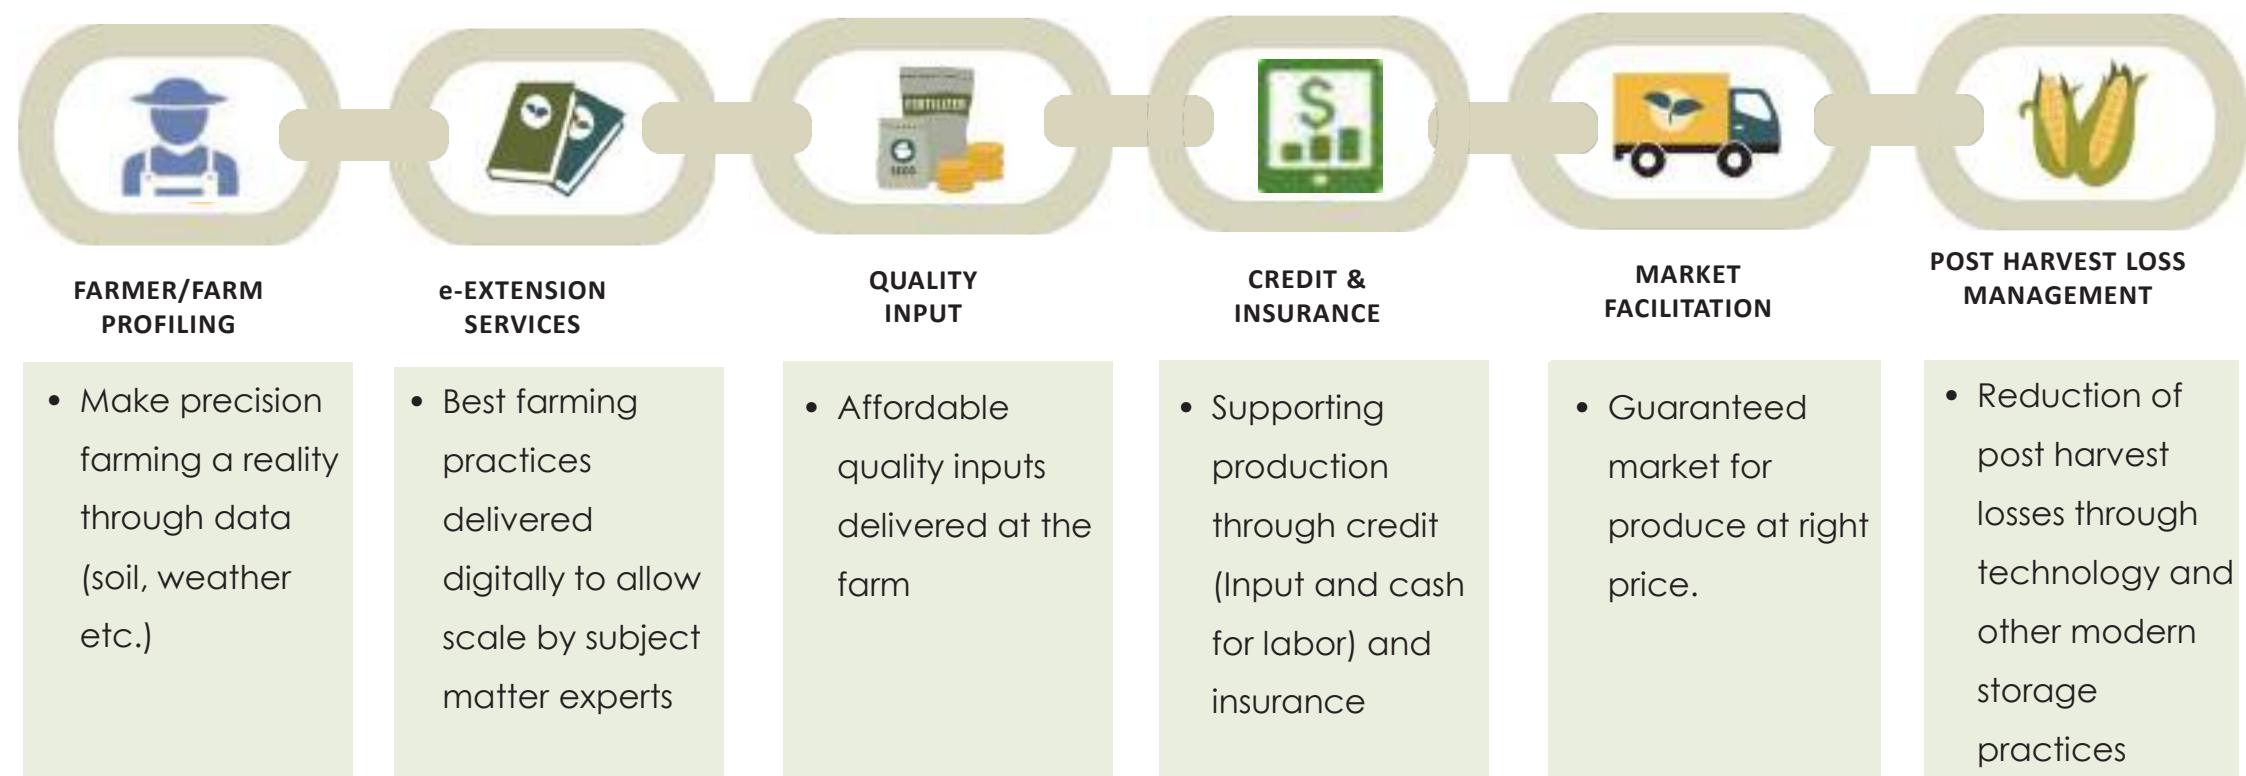 FERTILIZER
SEED
FARMER/FARM
PROFILING
• Make precision
farming a reality
through data
(soil, weather
etc.)
e-EXTENSION
SERVICES
• Best farming
practices
delivered
digitally to allow
scale by subject
matter experts
QUALITY
INPUT
• Affordable
quality inputs
delivered at the
farm
CREDIT &
INSURANCE
• Supporting
production
through credit
(Input and cash
for labor) and
insurance
MARKET
FACILITATION
• Guaranteed
market for
produce at right
price.
POST HARVEST LOSS
MANAGEMENT
• Reduction of
post harvest
losses through
technology and
other modern
storage
practices